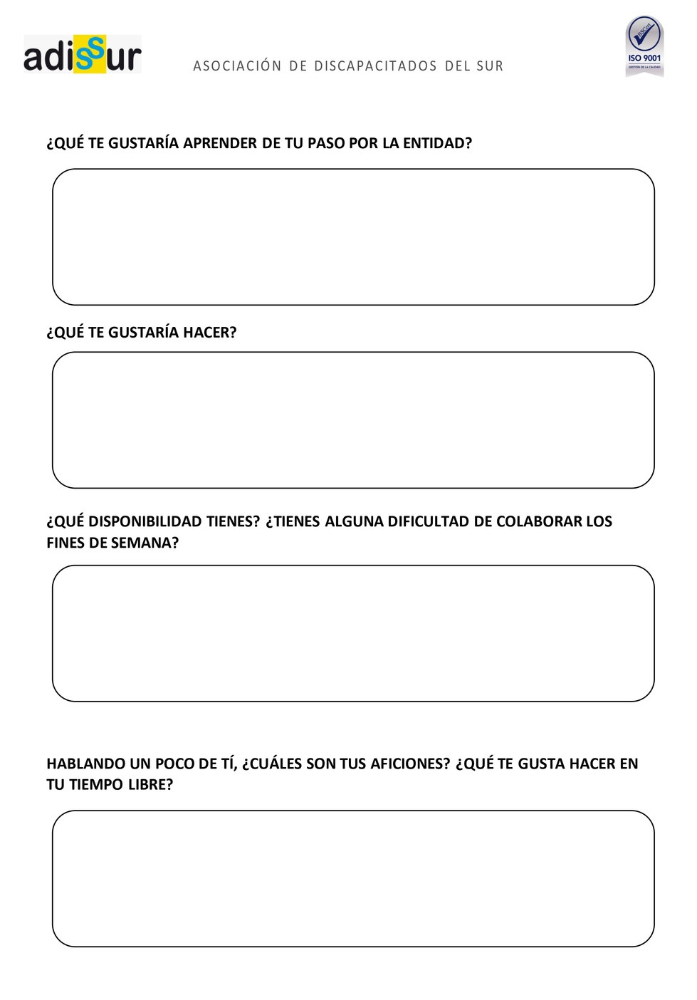 adissur
ASOCIACIÓN DE DISCAPACITADOS DEL SUR
BSCert
ISO 9001
GESTIÓN DE LA CALIDAD
¿QUÉ TE GUSTARÍA APRENDER DE TU PASO POR LA ENTIDAD?
¿QUÉ TE GUSTARÍA HACER?
¿QUÉ DISPONIBILIDAD TIENES? ¿TIENES ALGUNA DIFICULTAD DE COLABORAR LOS
FINES DE SEMANA?
HABLANDO UN POCO DE TÍ, ¿CUÁLES SON TUS AFICIONES? ¿QUÉ TE GUSTA HACER EN
TU TIEMPO LIBRE?